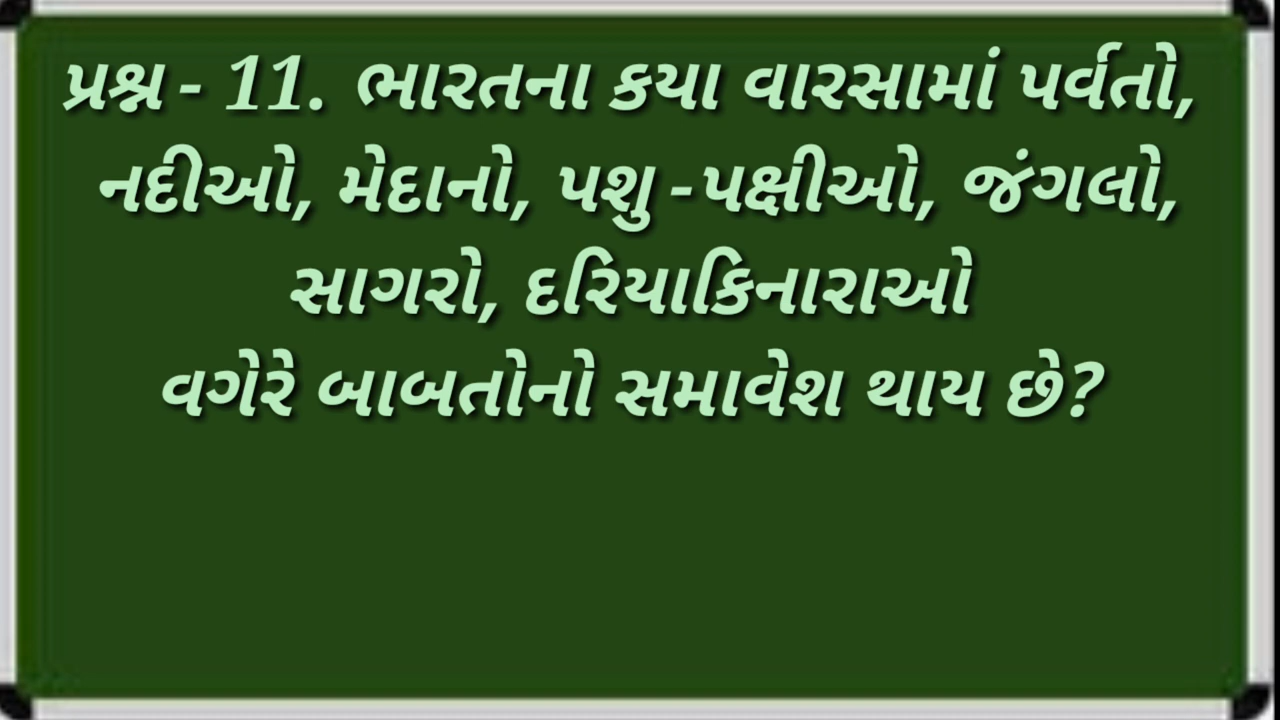 પ્રશ્ન - 11. ભારતના કયા વારસામાં પર્વતો,
નદીઓ, મેદાનો, પશુ -પક્ષીઓ, જંગલો,
સાગરો, દરિયાકિનારાઓ
વગેરે બાબતોનો સમાવેશ થાય છે?